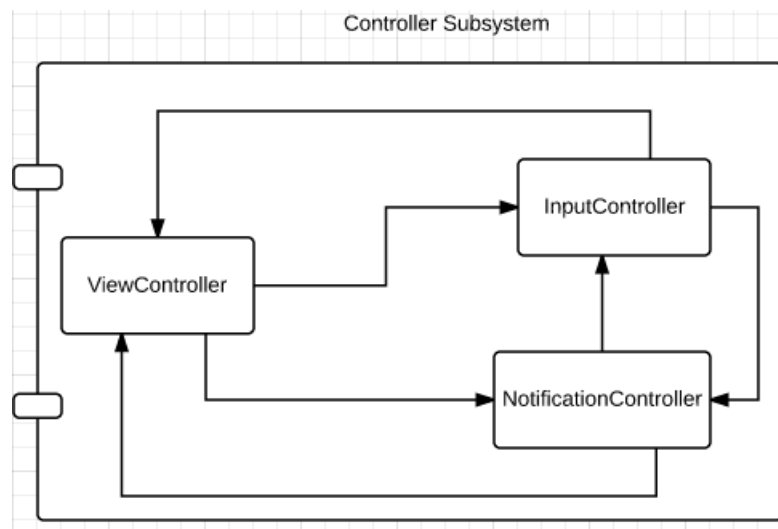 Controller Subsystem
InputController
ViewController
NotificationController